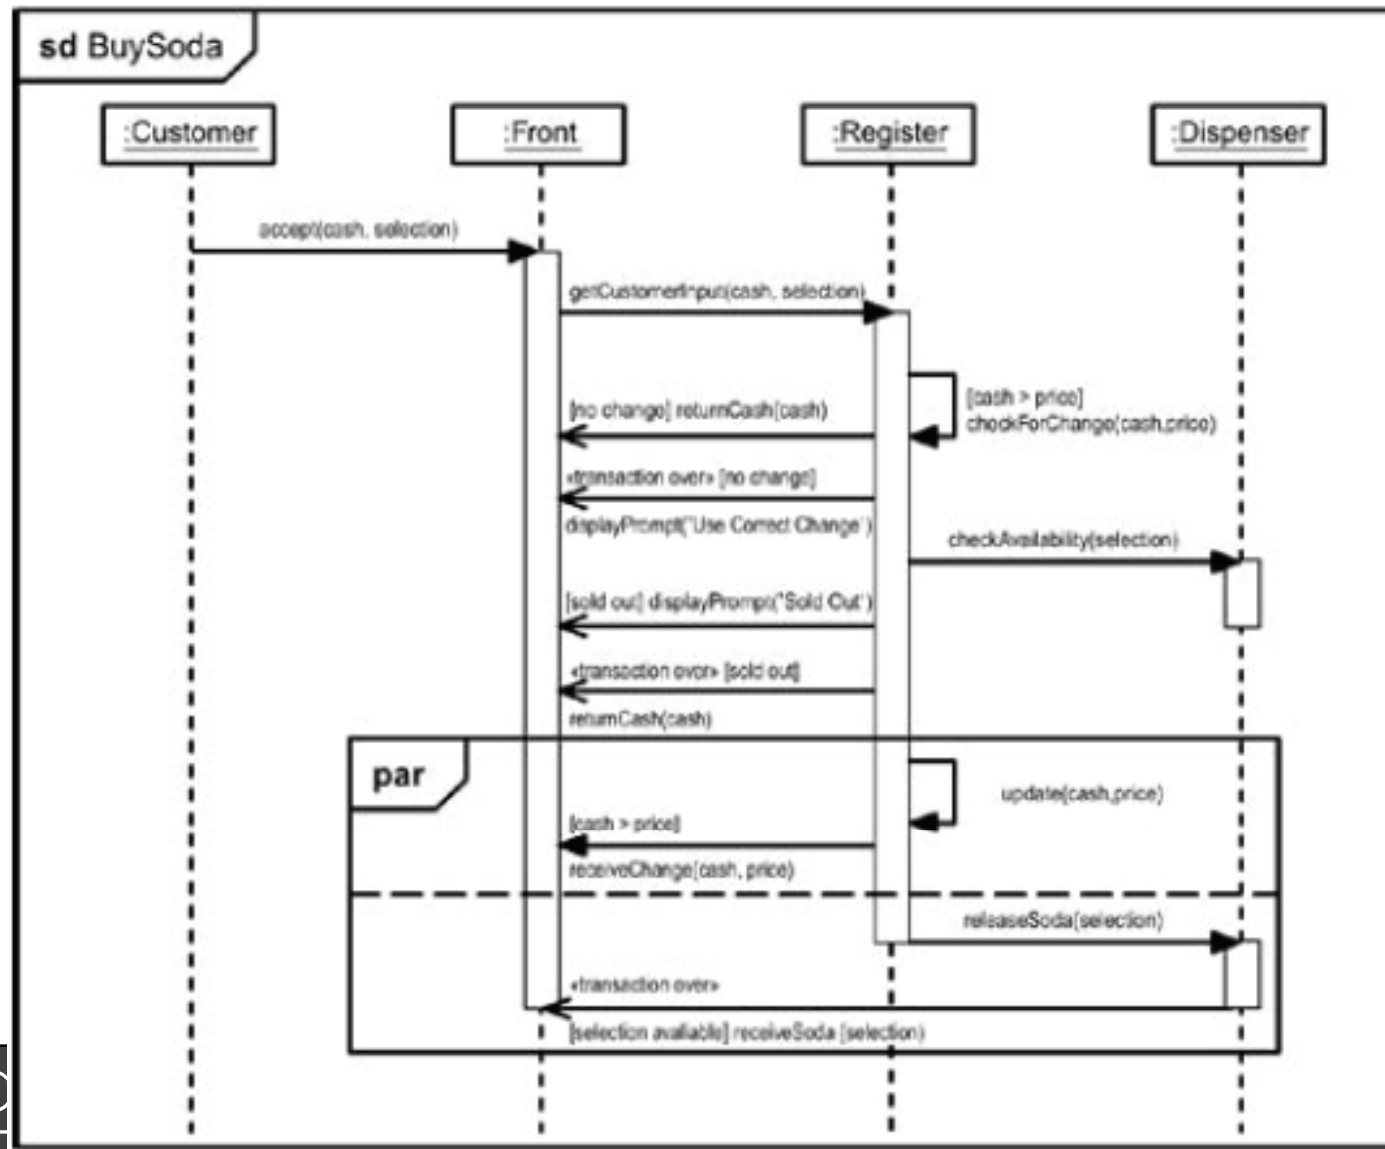 sd BuySoda
:Customer
:Front
:Register
:Dispenser
accept(cash, selection)
getCustomerInput(cash, selection)
[cash > price]
checkForChange(cash,price)
[no change] returnCash(cash)
«transaction over» [no change]
displayPrompt("Use Correct Change")
checkAvailability(selection)
[sold out] displayPrompt("Sold Out")
«transaction over» [sold out]
returnCash(cash)
par
update(cash,price)
[cash > price]
receiveChange(cash, price)
releaseSoda(selection)
«transaction over»
[selection available] receiveSoda (selection)